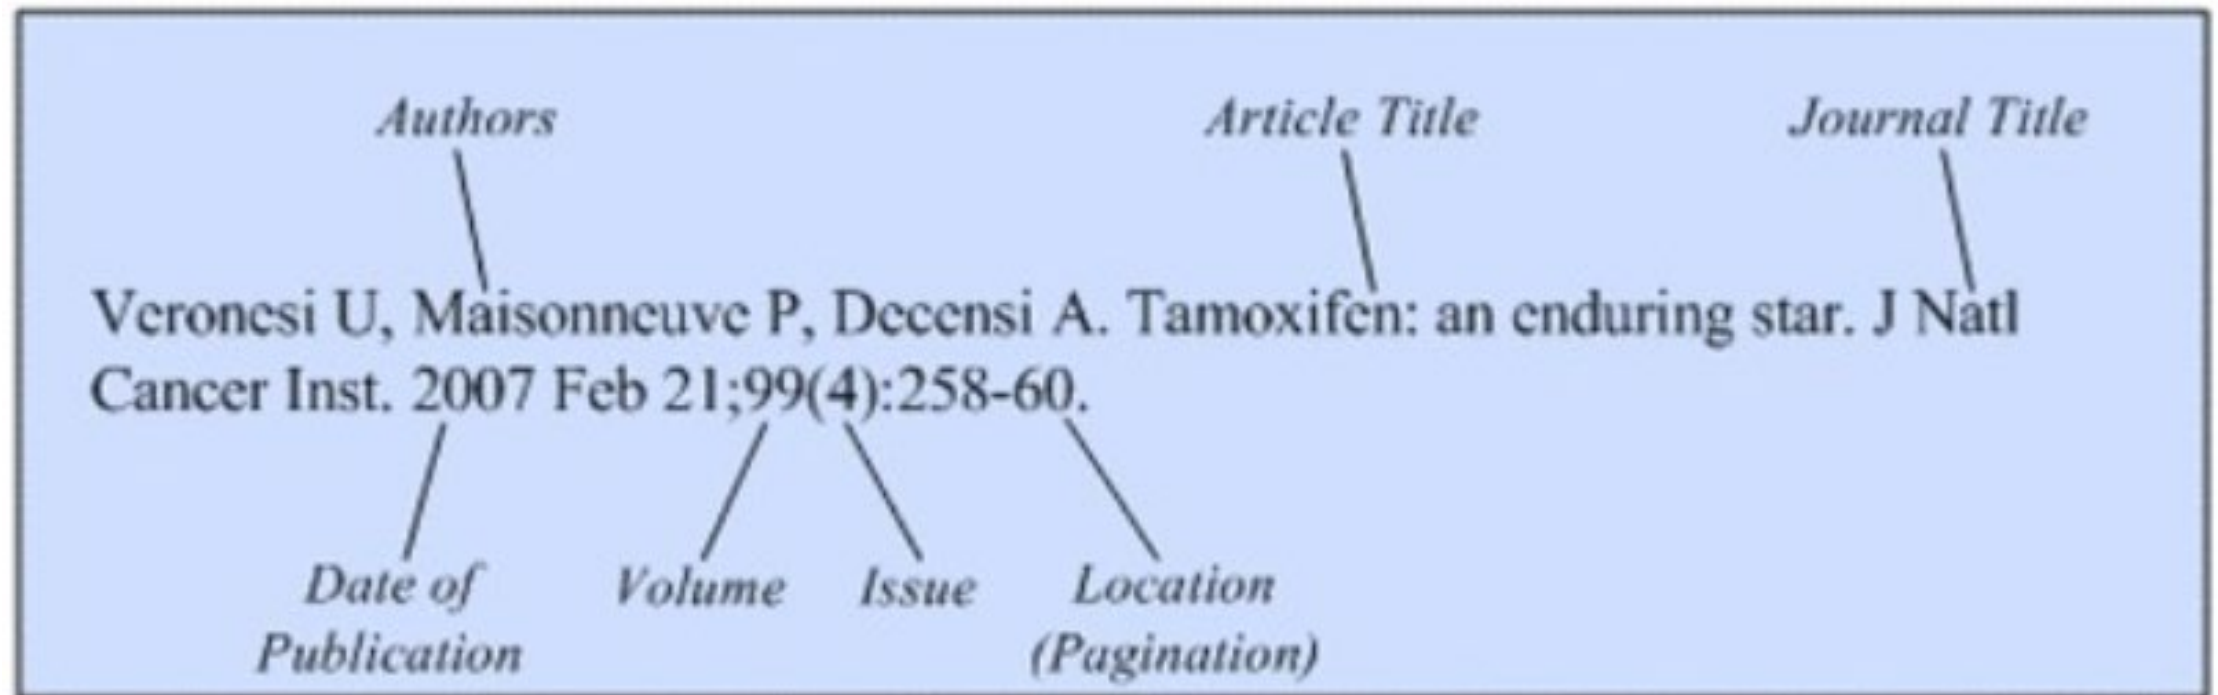 Authors Article Title Journal Title
Veronesi U, Maisonneuve P, Decensi A. Tamoxifen: an enduring star. J Natl
Cancer Inst. 2007 Feb 21;99(4):258-60.
Date of Publication
Volume
Issue
Location (Pagination)